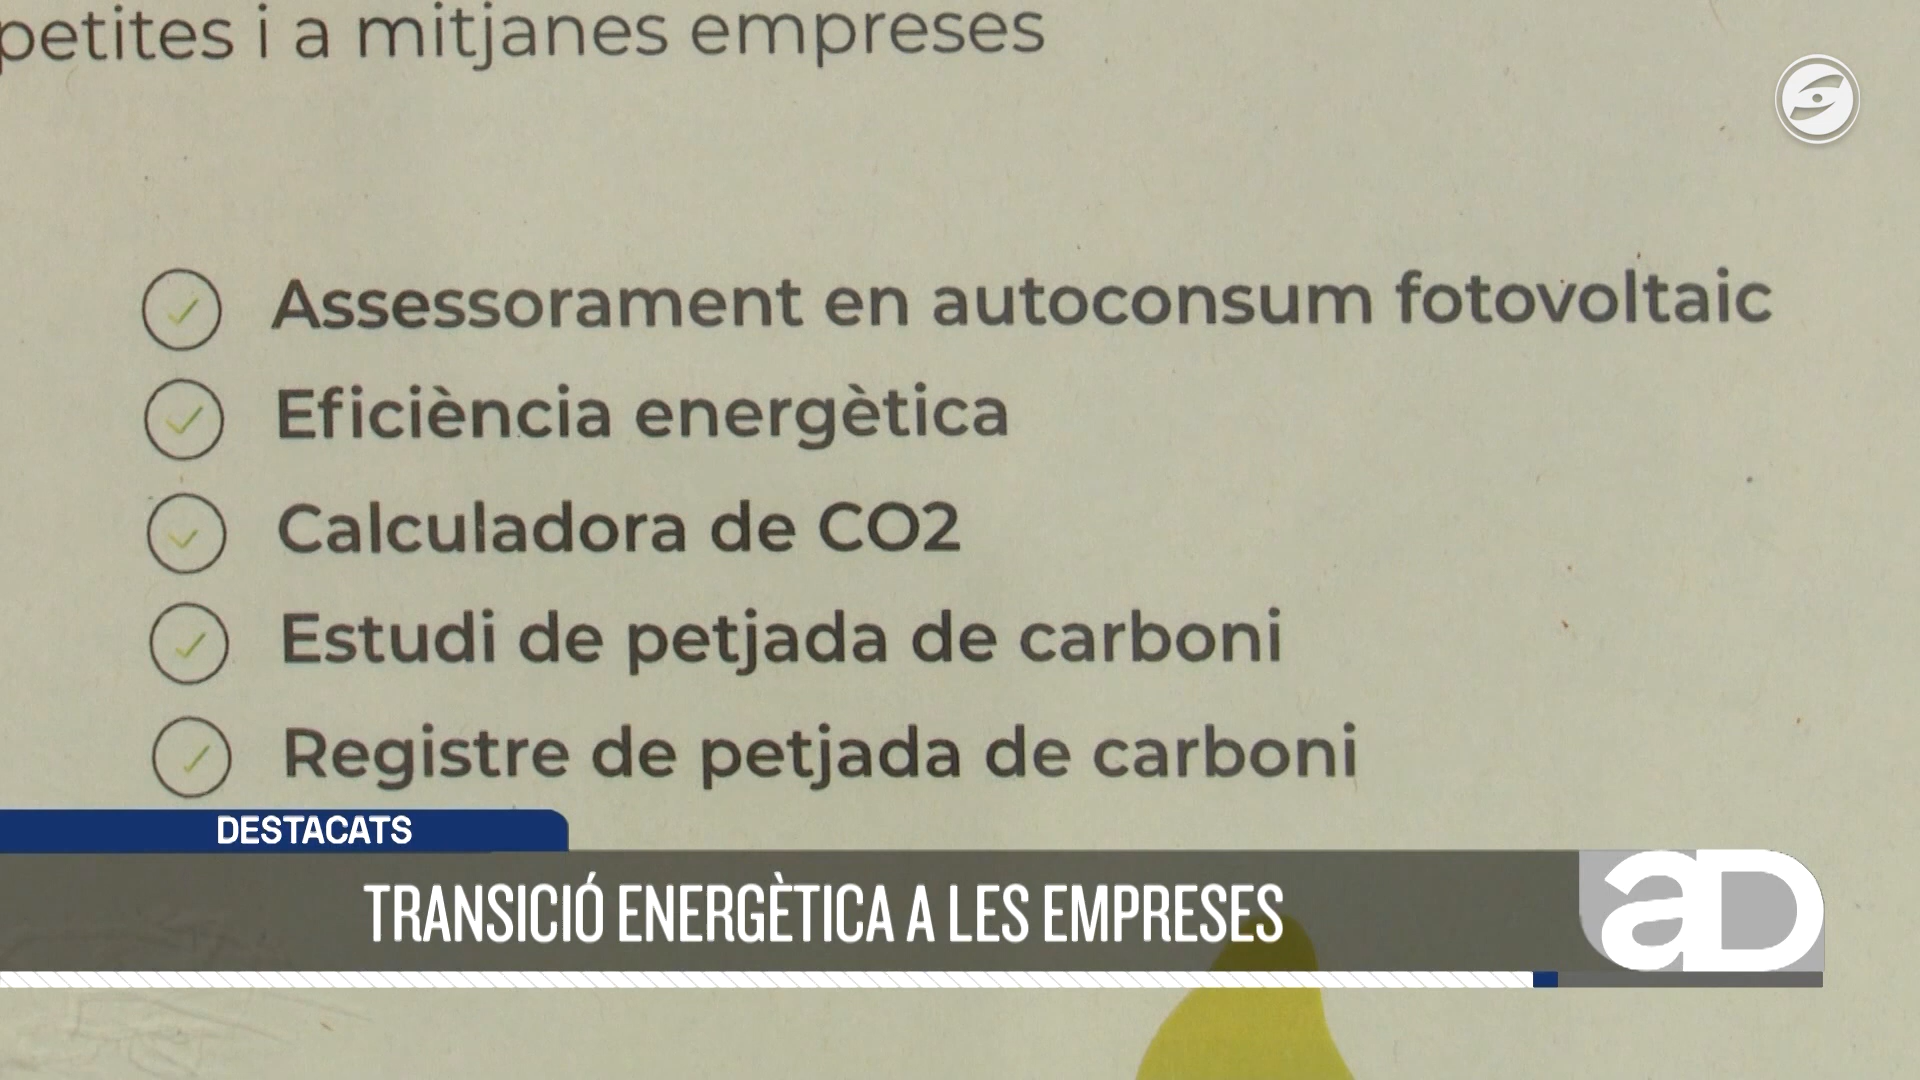 petites i a mitjanes empreses
Assessorament en autoconsum fotovoltaic
Eficiència energètica
Calculadora de CO2
Estudi de petjada de carboni
Registre de petjada de carboni
DESTACATS
TRANSICIÓ ENERGÈTICA A LES EMPRESES
aD